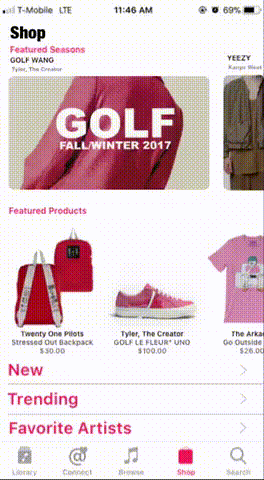 T-Mobile LTE 11:46 AM 69%
Shop
Featured Seasons
GOLF WANG
Tyler, The Creator
YEEZY
Kanye West
GOLF
FALL/WINTER 2017
Featured Products
Twenty One Pilots
Stressed Out Backpack
$30.00
Tyler, The Creator
GOLF LE FLEUR* UNO
$100.00
The Arka
Go Outside
$26.00
New
Trending
Favorite Artists
Library Connect Browse Shop Search